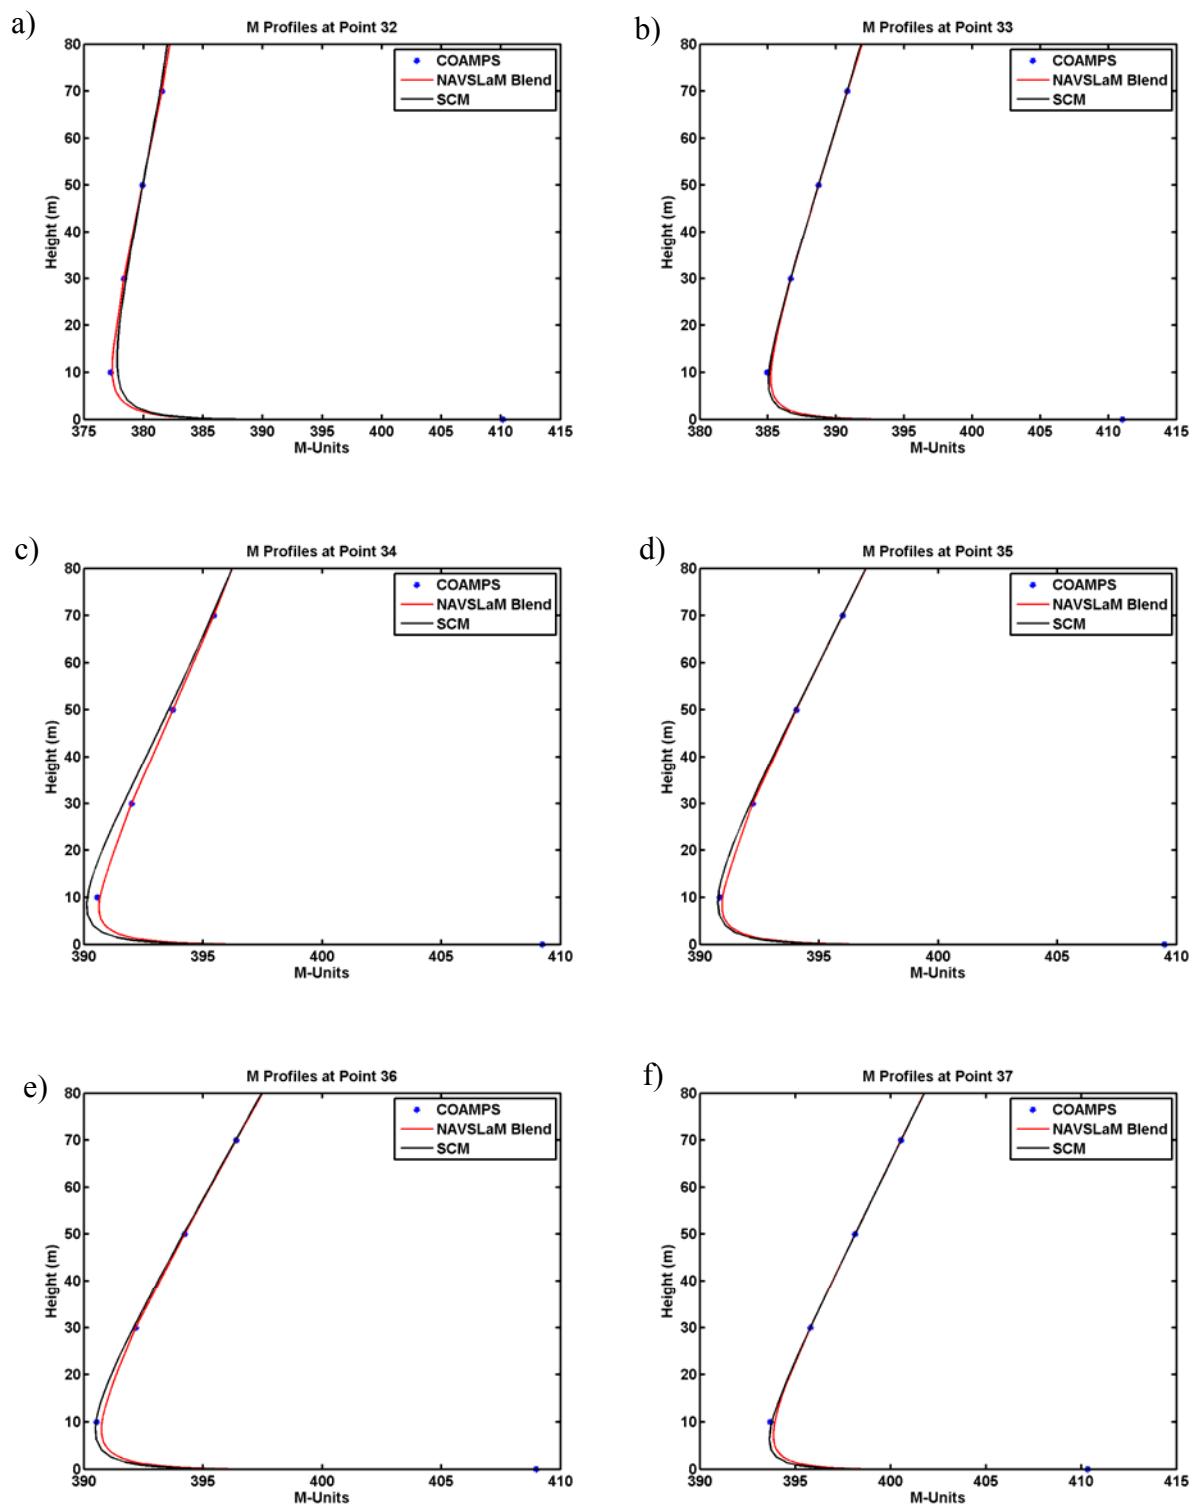 a)
M Profiles at Point 32
80
70
60
50
40
30
20
10
0
Height (m)
COAMPS
NAVSLaM Blend
SCM
375 380 385 390 395 400 405 410 415
M-Units
b)
M Profiles at Point 33
80
70
60
50
40
30
20
10
0
Height (m)
COAMPS
NAVSLaM Blend
SCM
380 385 390 395 400 405 410 415
M-Units
c)
M Profiles at Point 34
80
70
60
50
40
30
20
10
0
Height (m)
COAMPS
NAVSLaM Blend
SCM
390 395 400 405 410
M-Units
d)
M Profiles at Point 35
80
70
60
50
40
30
20
10
0
Height (m)
COAMPS
NAVSLaM Blend
SCM
390 395 400 405 410
M-Units
e)
M Profiles at Point 36
80
70
60
50
40
30
20
10
0
Height (m)
COAMPS
NAVSLaM Blend
SCM
390 395 400 405 410
M-Units
f)
M Profiles at Point 37
80
70
60
50
40
30
20
10
0
Height (m)
COAMPS
NAVSLaM Blend
SCM
390 395 400 405 410 415
M-Units